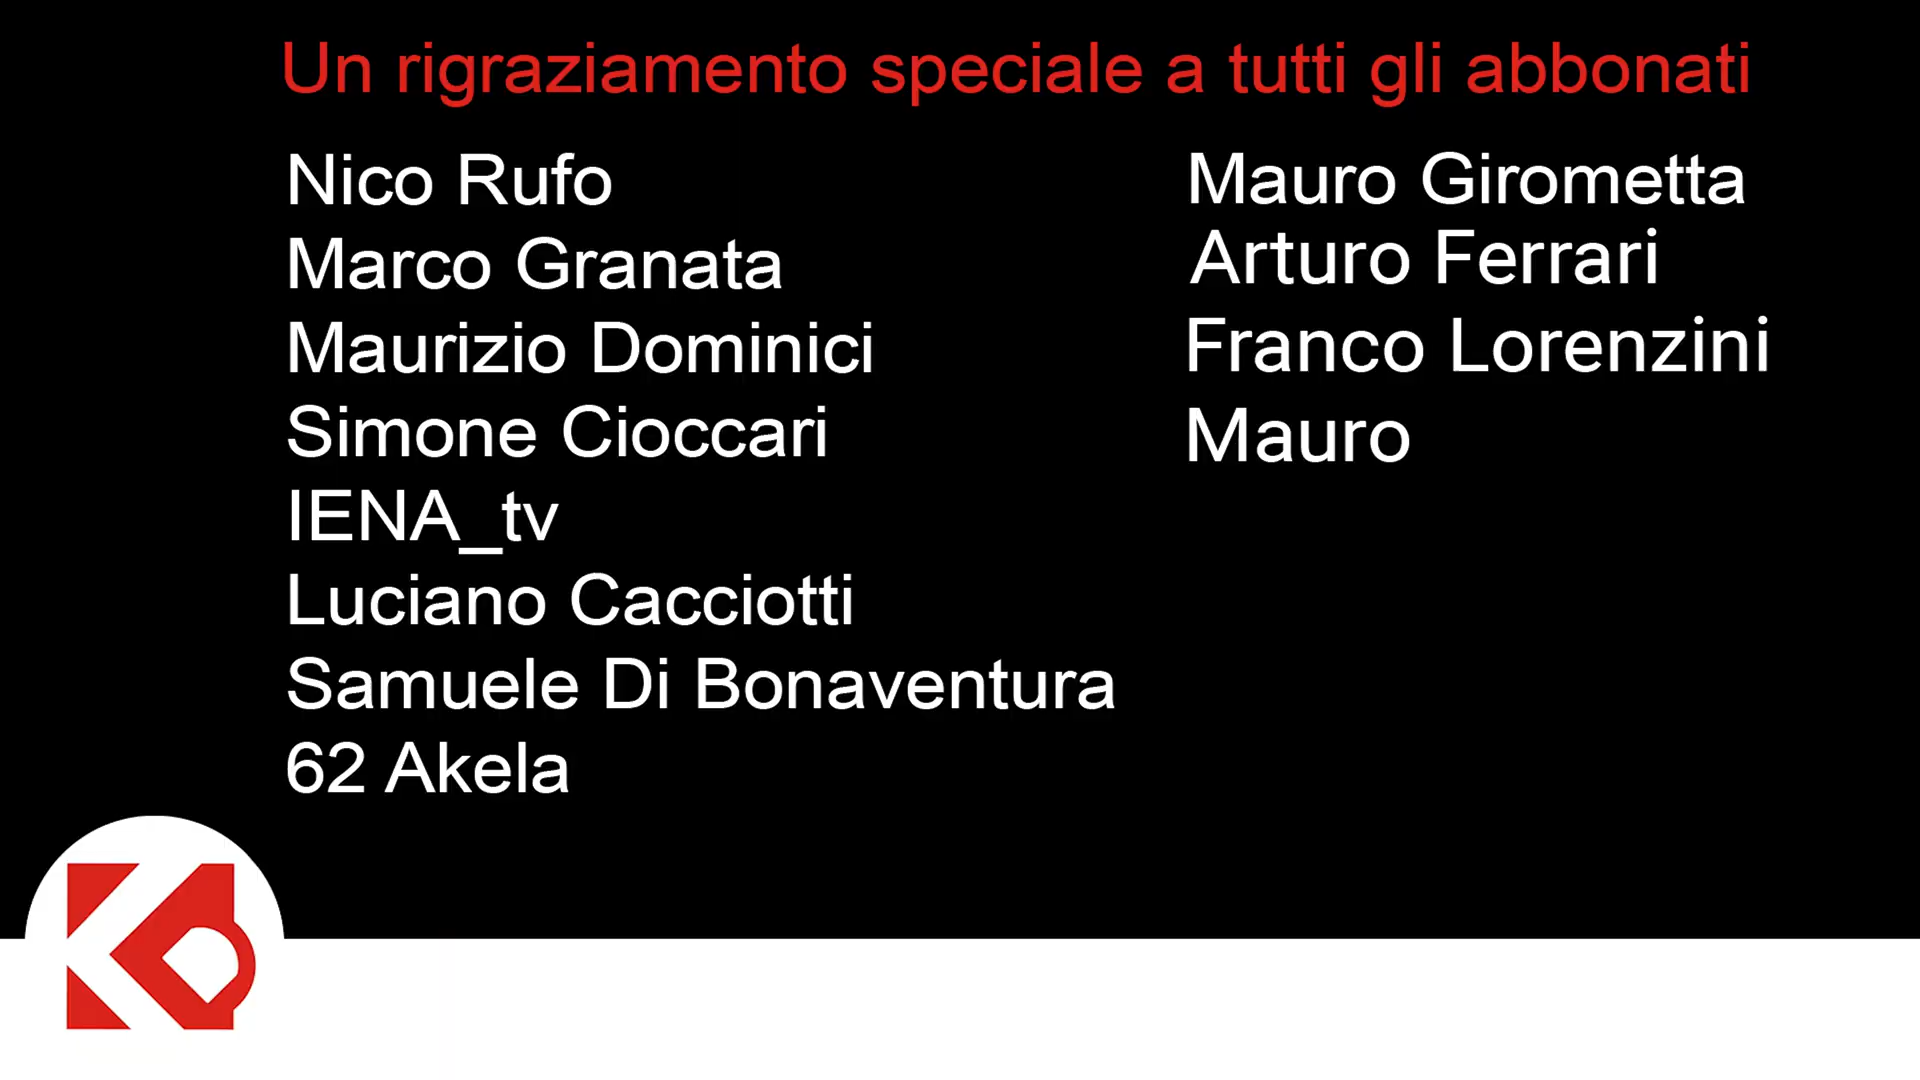 Un rigraziamento speciale a tutti gli abbonati
Nico Rufo
Marco Granata
Maurizio Dominici
Simone Cioccari
IENA_tv
Luciano Cacciotti
Samuele Di Bonaventura
62 Akela
Mauro Girometta
Arturo Ferrari
Franco Lorenzini
Mauro